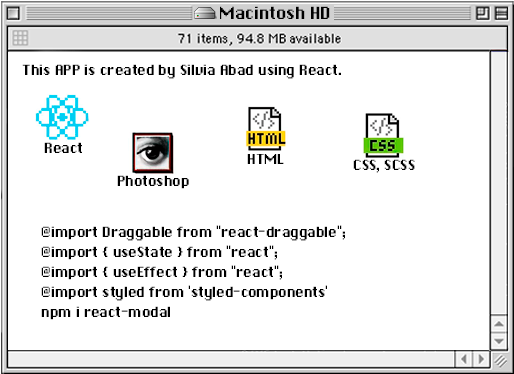 Macintosh HD
71 items, 94.8 MB available
This APP is created by Silvia Abad using React.
React
Photoshop
HTML
HTML
CSS
CSS, SCSS
@import Draggable from "react-draggable";
@import { useState } from "react";
@import { useEffect } from "react";
@import styled from 'styled-components'
npm i react-modal